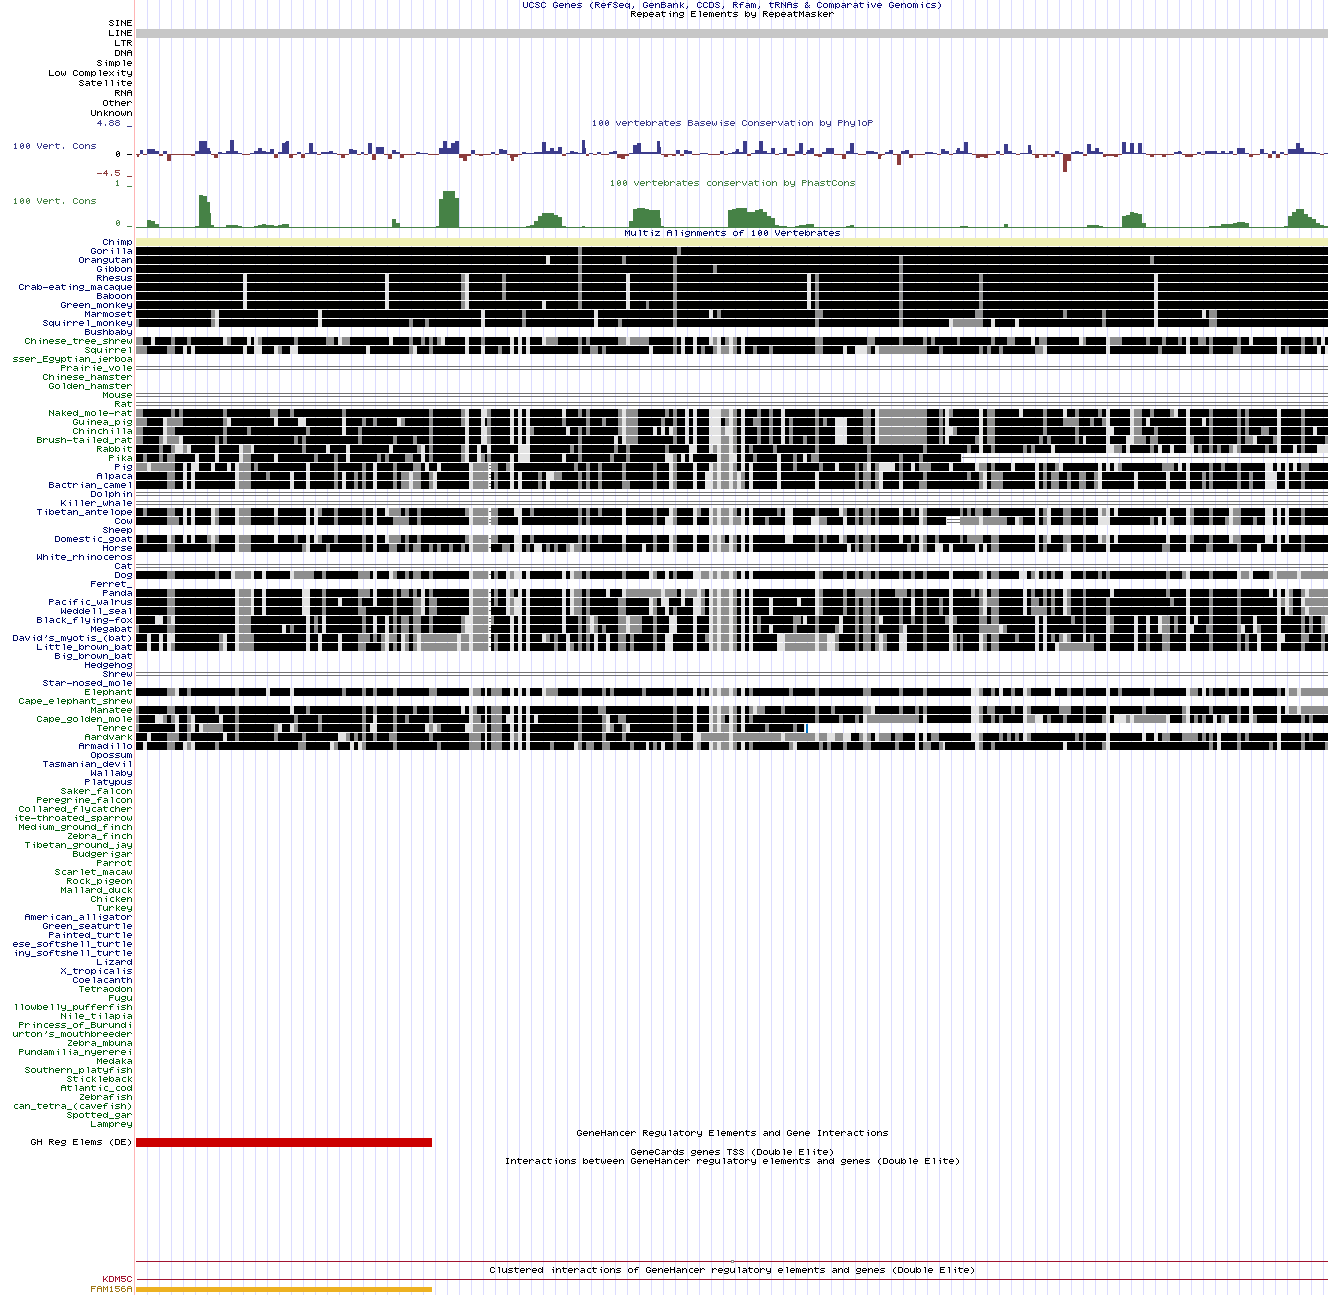 UCSC Genes (RefSeq, GenBank, CCDS, Rfam, tRNAs & Comparative Genomics)
Repeating Elements by RepeatMasker
SINE
LINE
LTR
DNA
Simple
Low Complexity
Satellite
RNA
Other
Unknown
4.88 _
100 vertebrates Basewise Conservation by PhyloP
100 Vert. Cons
0 -
-4.5 _
1 _
100 vertebrates conservation by PhastCons
100 Vert. Cons
0 _
Multiz Alignments of 100 Vertebrates
Chimp
Gorilla
Orangutan
Gibbon
Rhesus
Crab-eating_macaque
Baboon
Green_monkey
Marmoset
Squirrel_monkey
Bushbaby
Chinese_tree_shrew
Squirrel
sser_Egyptian_jerboa
Prairie_vole
Chinese_hamster
Golden_hamster
Mouse
Rat
Naked_mole-rat
Guinea_pig
Chinchilla
Brush-tailed_rat
Rabbit
Pika
Pig
Alpaca
Bactrian_camel
Dolphin
Killer_whale
Tibetan_antelope
Cow
Sheep
Domestic_goat
Horse
White_rhinoceros
Cat
Dog
Ferret_
Panda
Pacific_walrus
Weddell_seal
Black_flying-fox
Megabat
David's_myotis_(bat)
Little_brown_bat
Big_brown_bat
Hedgehog
Shrew
Star-nosed_mole
Elephant
Cape_elephant_shrew
Manatee
Cape_golden_mole
Tenrec
Aardvark
Armadillo
Opossum
Tasmanian_devil
Wallaby
Platypus
Saker_falcon
Peregrine_falcon
Collared_flycatcher
ite-throated_sparrow
Medium_ground_finch
Zebra_finch
Tibetan_ground_jay
Budgerigar
Parrot
Scarlet_macaw
Rock_pigeon
Mallard_duck
Chicken
Turkey
American_alligator
Green_seaturtle
Painted_turtle
ese_softshell_turtle
iny_softshell_turtle
Lizard
X_tropicalis
Coelacanth
Tetraodon
Fugu
llowbelly_pufferfish
Nile_tilapia
Princess_of_Burundi
urton's_mouthbreeder
Zebra_mbuna
Pundamilia_nyererei
Medaka
Southern_platyfish
Stickleback
Atlantic_cod
Zebrafish
can_tetra_(cavefish)
Spotted_gar
Lamprey
GeneHancer Regulatory Elements and Gene Interactions
GH Reg Elems (DE)
GeneCards genes TSS (Double Elite)
Interactions between GeneHancer regulatory elements and genes (Double Elite)
Clustered interactions of GeneHancer regulatory elements and genes (Double Elite)
KDM5C
FAM156A